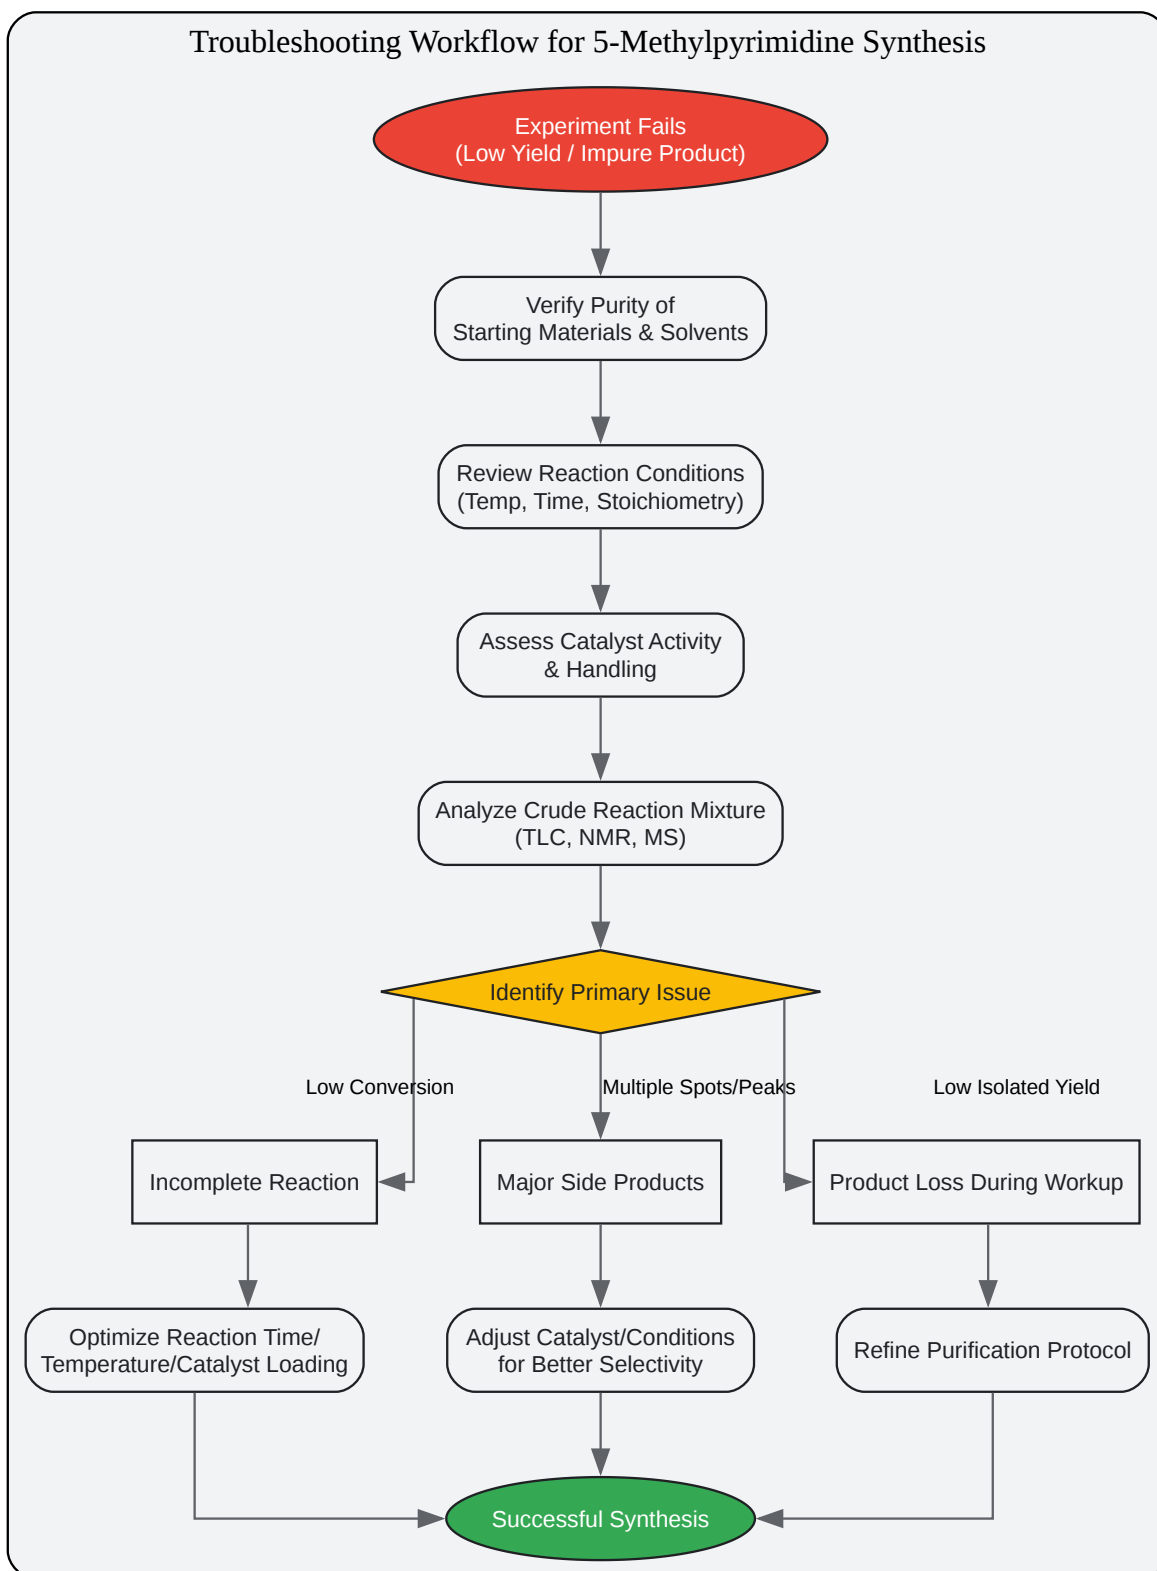 Troubleshooting Workflow for 5-Methylpyrimidine Synthesis
Experiment Fails
(Low Yield / Impure Product)
Verify Purity of
Starting Materials & Solvents
Review Reaction Conditions
(Temp, Time, Stoichiometry)
Assess Catalyst Activity
& Handling
Analyze Crude Reaction Mixture
(TLC, NMR, MS)
Identify Primary Issue
Low Conversion
Multiple Spots/Peaks
Low Isolated Yield
Incomplete Reaction
Major Side Products
Product Loss During Workup
Optimize Reaction Time/
Temperature/Catalyst Loading
Adjust Catalyst/Conditions
for Better Selectivity
Refine Purification Protocol
Successful Synthesis